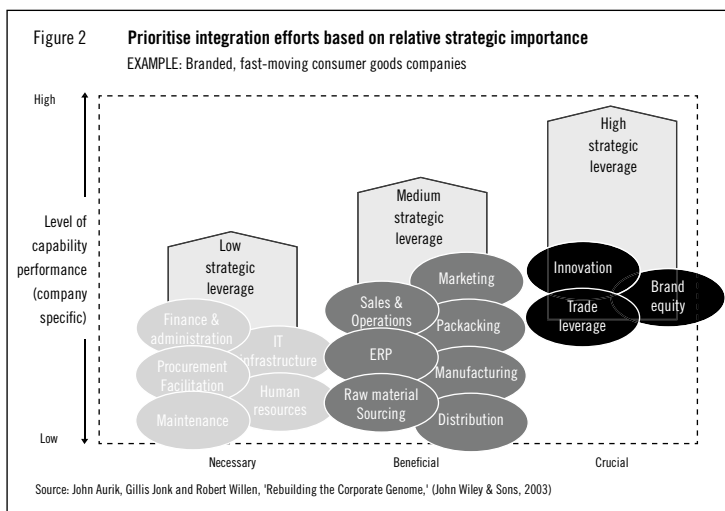 Figure 2
Prioritise integration efforts based on relative strategic importance
EXAMPLE: Branded, fast-moving consumer goods companies
High
Level of
capability
performance
(company
specific)
Low
Low
strategic
leverage
Finance &
administration
IT
infrastructure
Procurement
Facilitation
Human
resources
Maintenance
Medium
strategic
leverage
Marketing
Sales &
Operations
Packacking
ERP
Manufacturing
Raw material
Sourcing
Distribution
High
strategic
leverage
Innovation
Brand
equity
Trade
leverage
Necessary
Beneficial
Crucial
Source: John Aurik, Gillis Jonk and Robert Willen, 'Rebuilding the Corporate Genome,' (John Wiley & Sons, 2003)